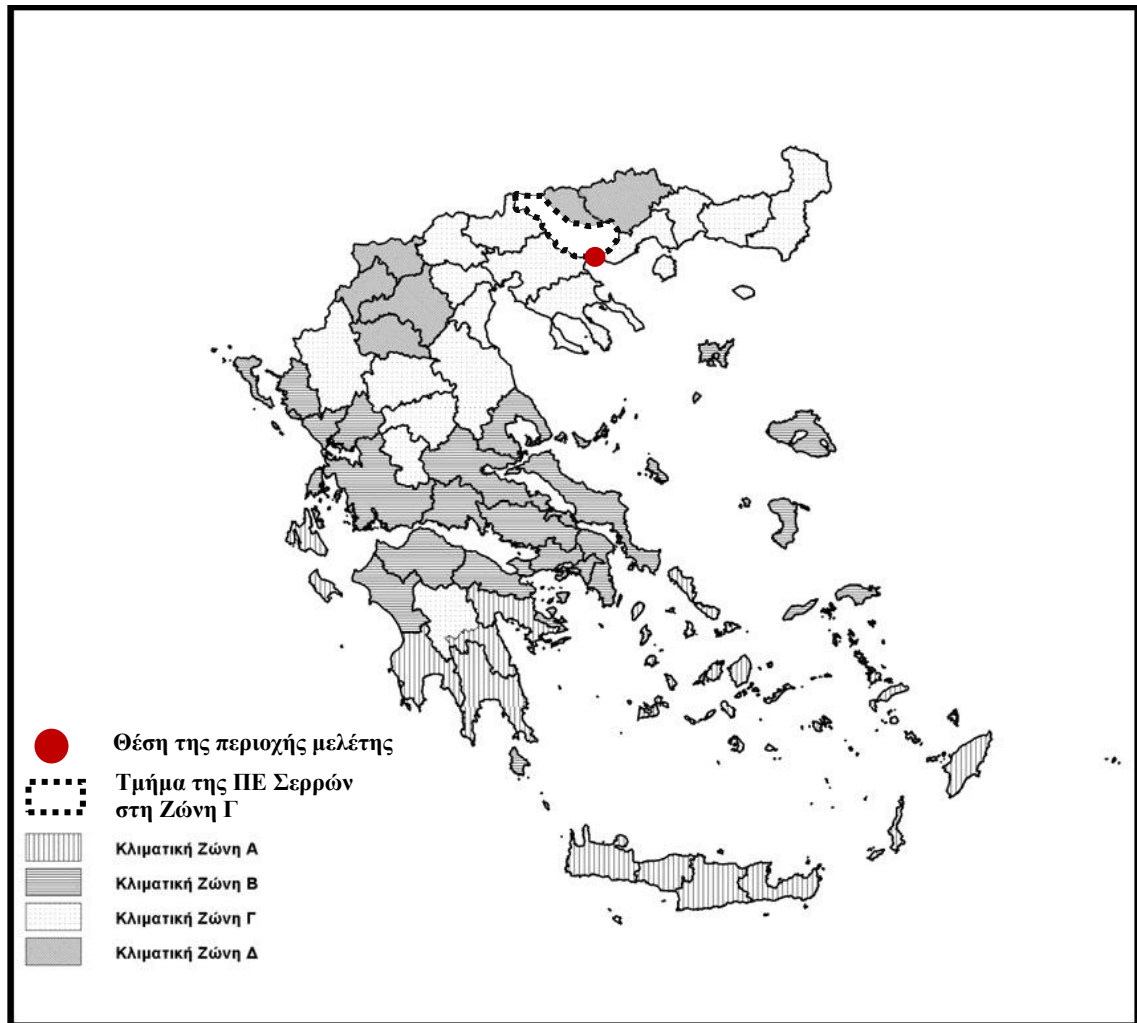 Θέση της περιοχής μελέτης
Τμήμα της ΠΕ Σερρών
στη Ζώνη Γ
Κλιματική Ζώνη Α
Κλιματική Ζώνη Β
Κλιματική Ζώνη Γ
Κλιματική Ζώνη Δ